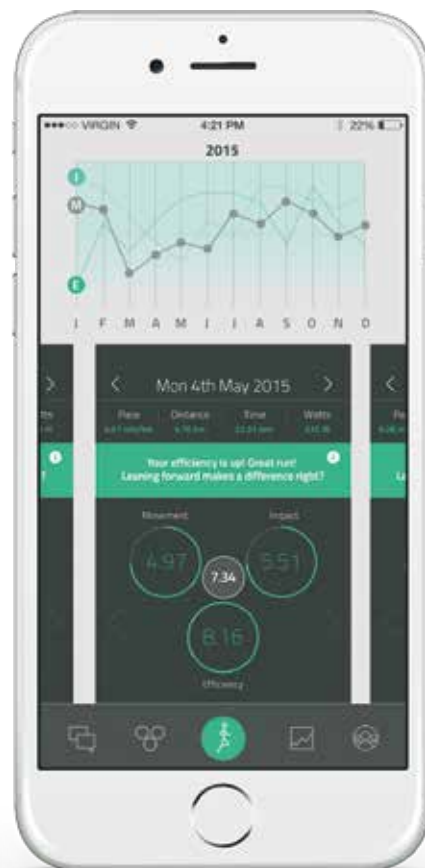 VIRGIN 4:21 PM 22%
2015
I
M
E
J F M A M J J A S O N D
Mon 4th May 2015
Pace Distance Time Watts
Your efficiency is up! Great run!
Leaning forward makes a difference right?
Movement Impact
4.97 7.34 5.51
8.16
Efficiency